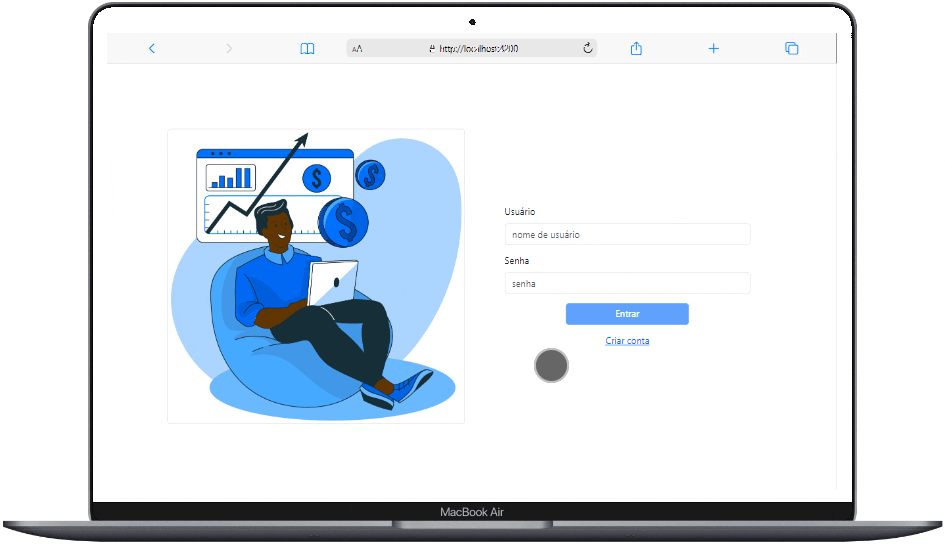 AA
http://localhost:4200
Usuário
nome de usuário
Senha
senha
Entrar
Criar conta
$
$
$
MacBook Air